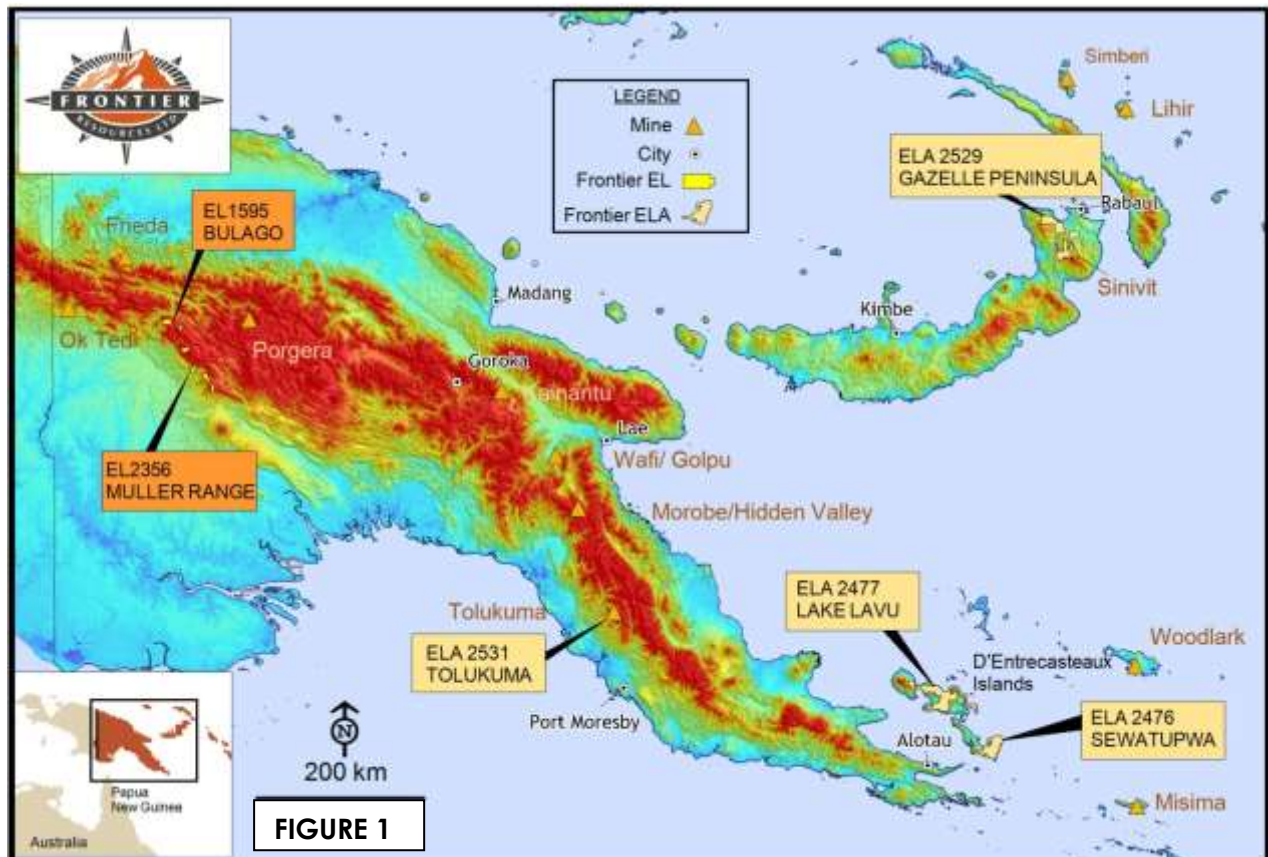 FRONTIER
RESOURCES LTD
LEGEND
Mine
City
Frontier EL
Frontier ELA
Simberi
Lihir
ELA 2529
GAZELLE PENINSULA
Rabaul
Sinivit
Kimbe
Frieda
EL1595
BULAGO
Madang
Ok Tedi
Porgera
Goroka
Kainantu
Lae
Wafi/ Golpu
EL2356
MULLER RANGE
Morobe/Hidden Valley
Tolukuma
ELA 2531
TOLUKUMA
ELA 2477
LAKE LAVU
Woodlark
D'Entrecasteaux
Islands
ELA 2476
SEWATUPWA
Port Moresby
Alotau
Misima
N
200 km
Papua
New Guinea
Australia
FIGURE 1